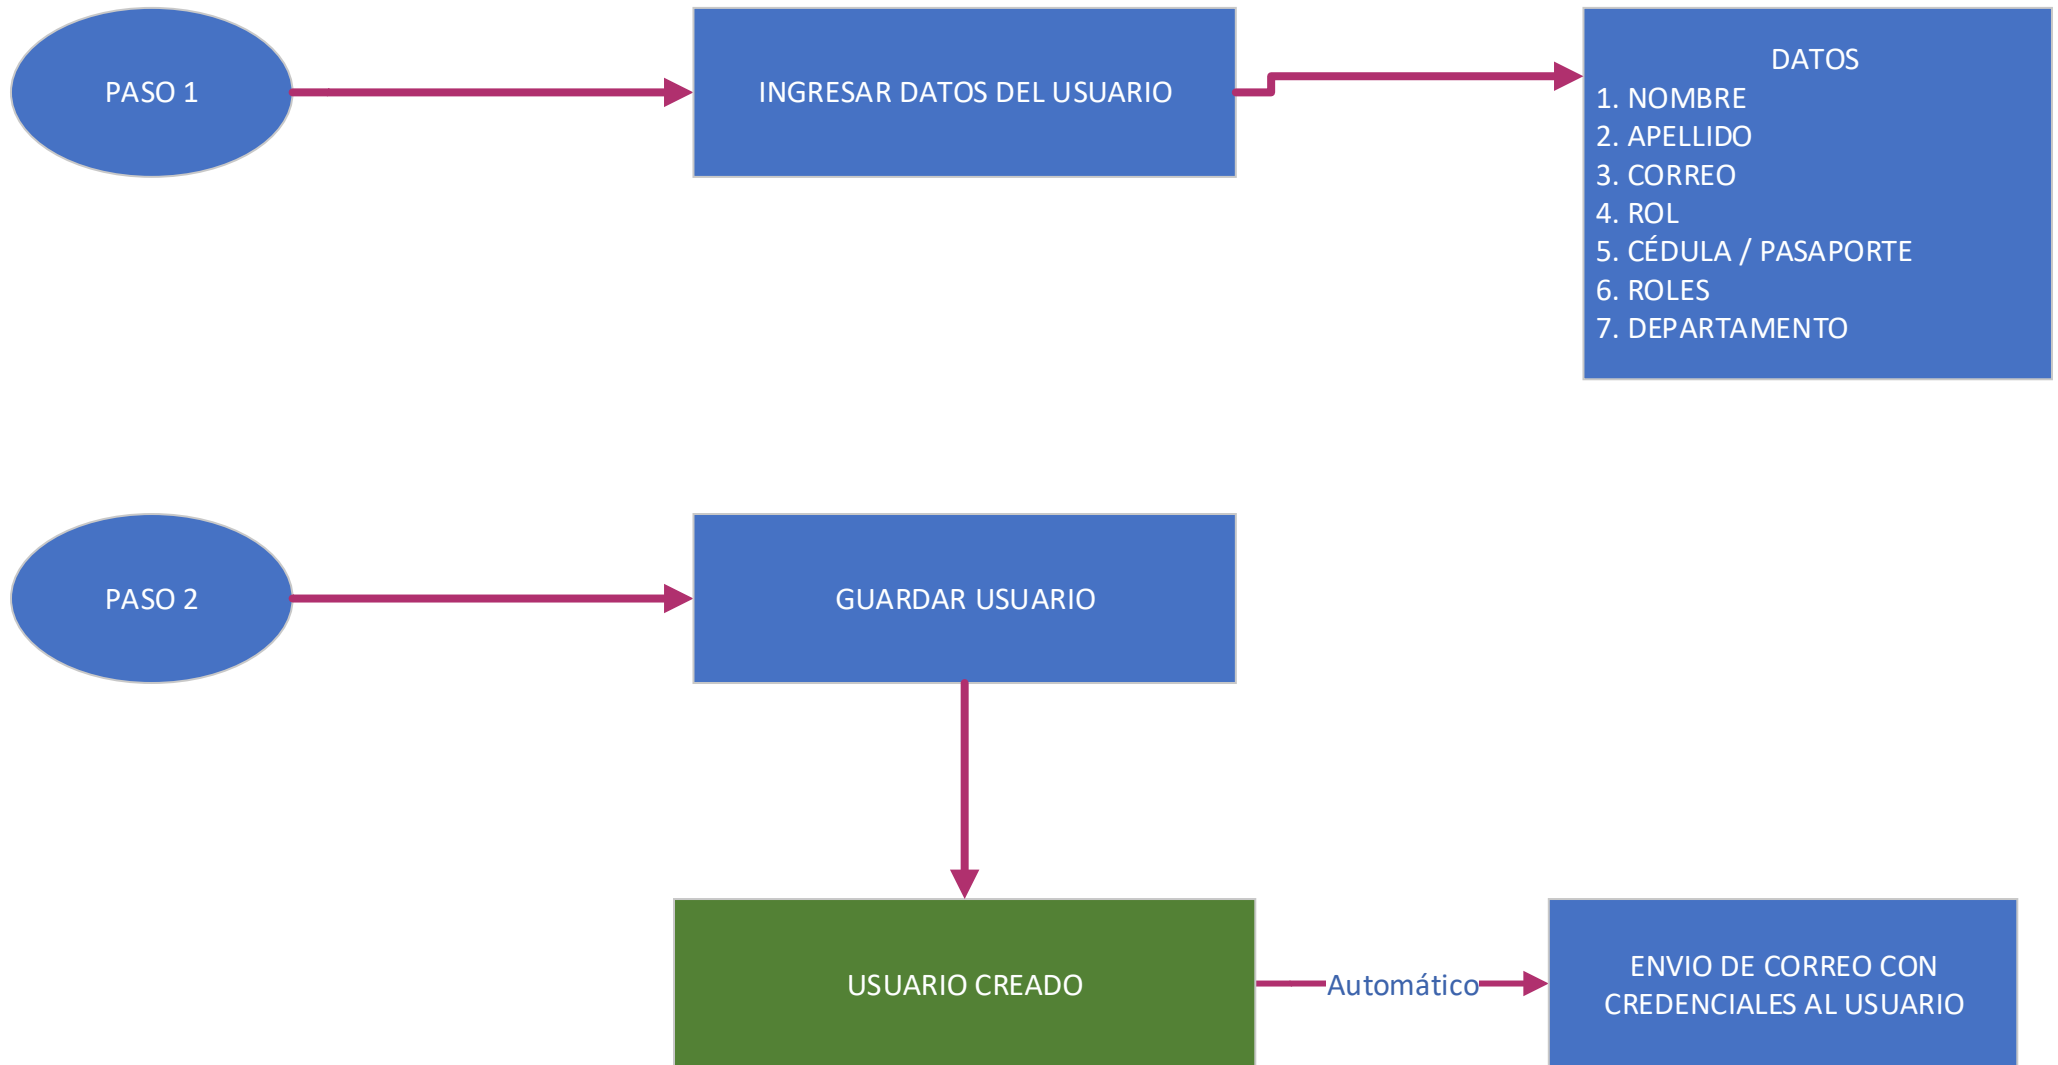 PASO 1
INGRESAR DATOS DEL USUARIO
DATOS
1. NOMBRE
2. APELLIDO
3. CORREO
4. ROL
5. CÉDULA / PASAPORTE
6. ROLES
7. DEPARTAMENTO
PASO 2
GUARDAR USUARIO
USUARIO CREADO
Automático
ENVIO DE CORREO CON
CREDENCIALES AL USUARIO